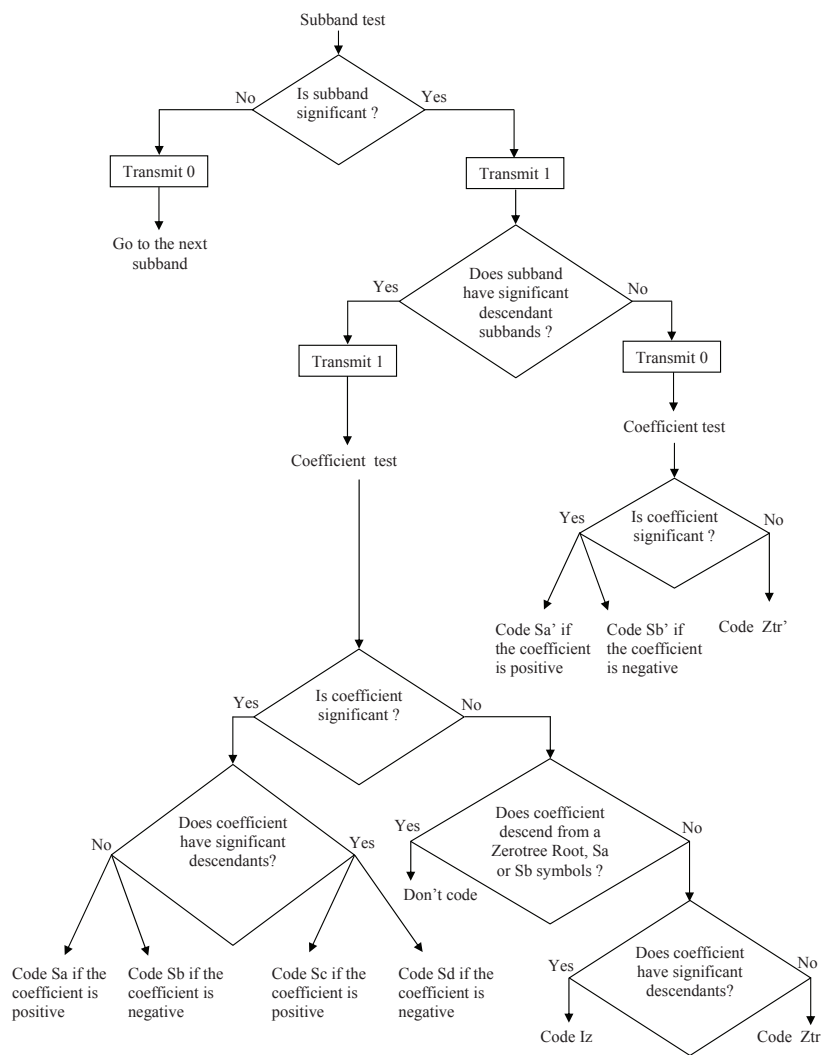 Subband test
No
Is subband
significant ?
Yes
Transmit 0
Transmit 1
Go to the next
subband
Yes
Does subband
have significant
descendant
subbands ?
No
Transmit 1
Transmit 0
Coefficient test
Coefficient test
Yes
Is coefficient
significant ?
No
Code Sa’ if
the coefficient
is positive
Code Sb’ if
the coefficient
is negative
Code Ztr’
Yes
Is coefficient
significant ?
No
No
Does coefficient
have significant
descendants?
Yes
Yes
Does coefficient
descend from a
Zerotree Root, Sa
or Sb symbols ?
No
Don’t code
Code Sa if the
coefficient is
positive
Code Sb if the
coefficient is
negative
Code Sc if the
coefficient is
positive
Code Sd if the
coefficient is
negative
Yes
Does coefficient
have significant
descendants?
No
Code Iz
Code Ztr